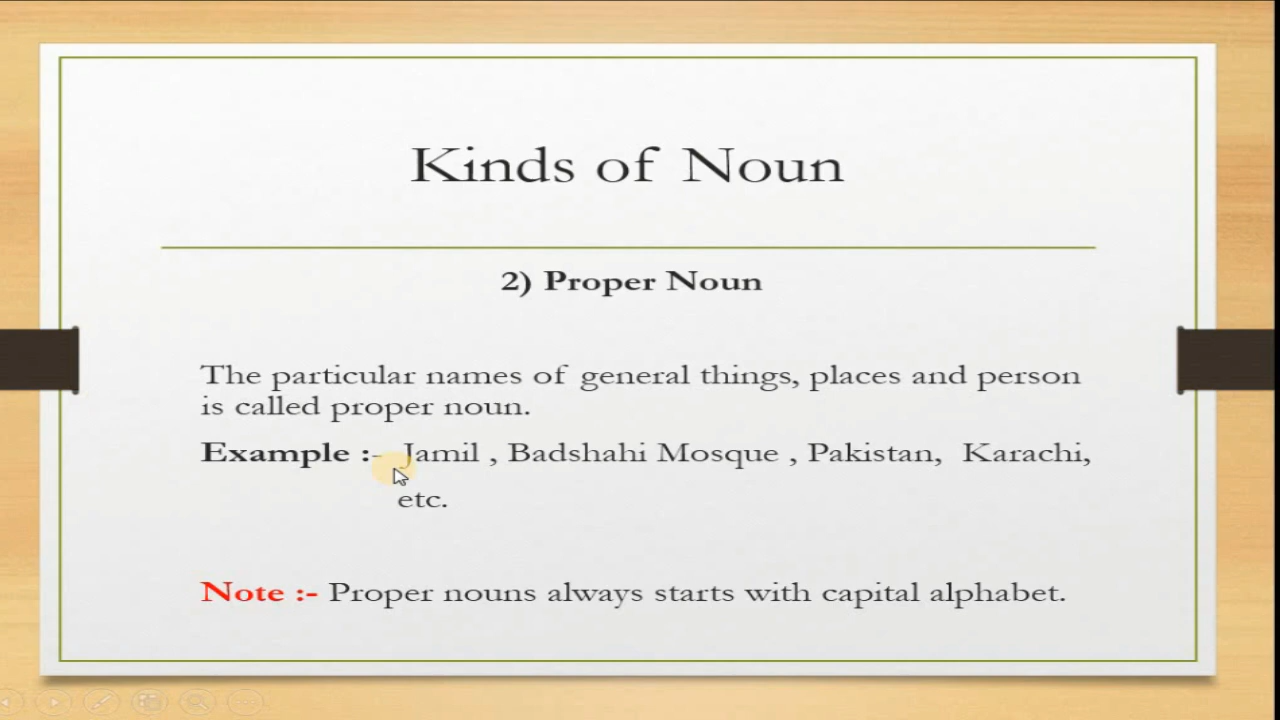 Kinds of Noun
2) Proper Noun
The particular names of general things, places and person
is called proper noun.
Example :- Jamil , Badshahi Mosque , Pakistan, Karachi,
etc.
Note :- Proper nouns always starts with capital alphabet.